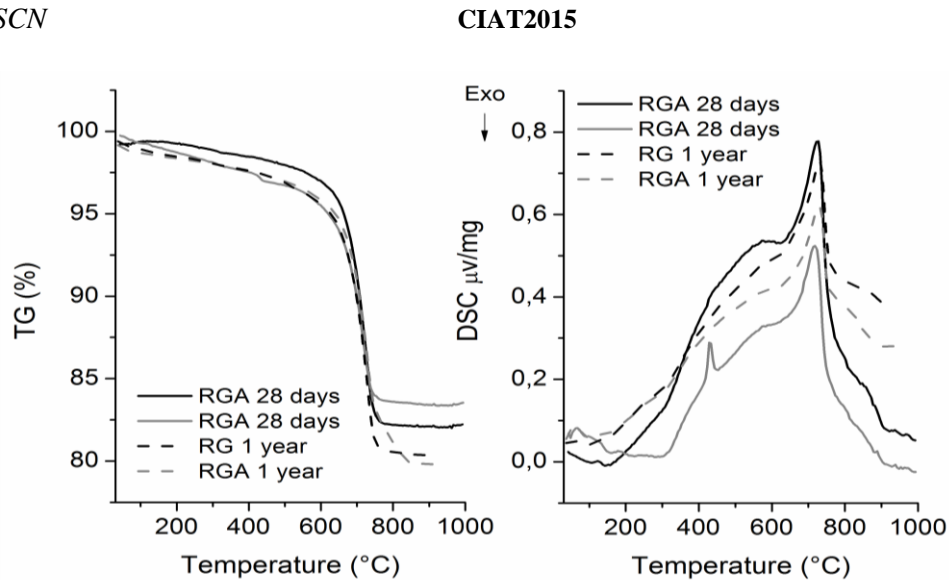 SCN CIAT2015
100
95
90
85
80
TG (%)
RGA 28 days
RGA 28 days
RG 1 year
RGA 1 year
200 400 600 800 1000
Temperature (°C)
Exo
0,8
0,6
0,4
0,2
0,0
DSC μv/mg
RGA 28 days
RGA 28 days
RG 1 year
RGA 1 year
200 400 600 800 1000
Temperature (°C)